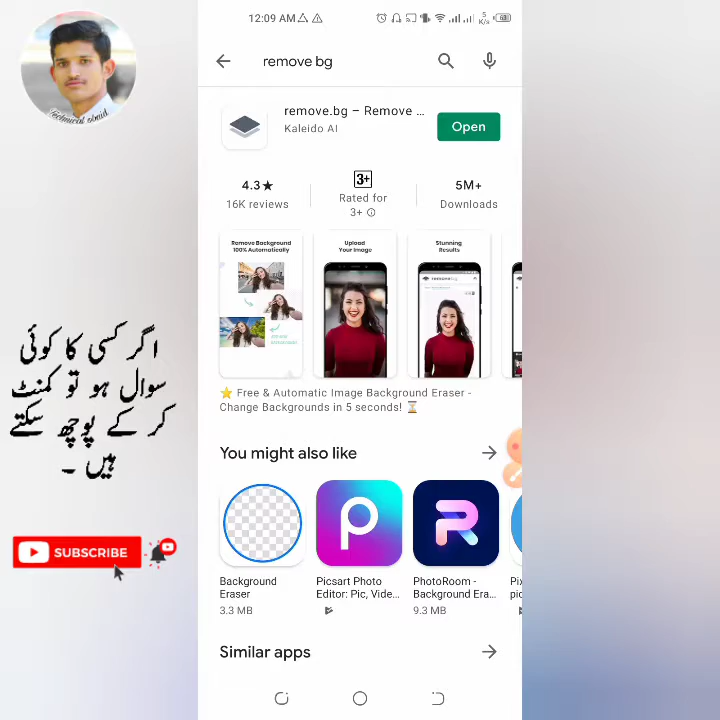 12:09 AM
5
K/s
remove bg
remove.bg – Remove ...
Kaleido AI
Open
4.3★
16K reviews
3+
Rated for
3+
5M+
Downloads
Remove Background
100% Automatically
Upload
Your Image
Stunning
Results
⭐ Free & Automatic Image Background Eraser -
Change Backgrounds in 5 seconds! ⏳
You might also like
Background
Eraser
3.3 MB
Picsart Photo
Editor: Pic, Vide...
PhotoRoom -
Background Era...
9.3 MB
Similar apps
اگر کسی کا کوئی
سوال ہو تو کمنٹ
کر کے پوچھ سکتے
ہیں ۔
SUBSCRIBE